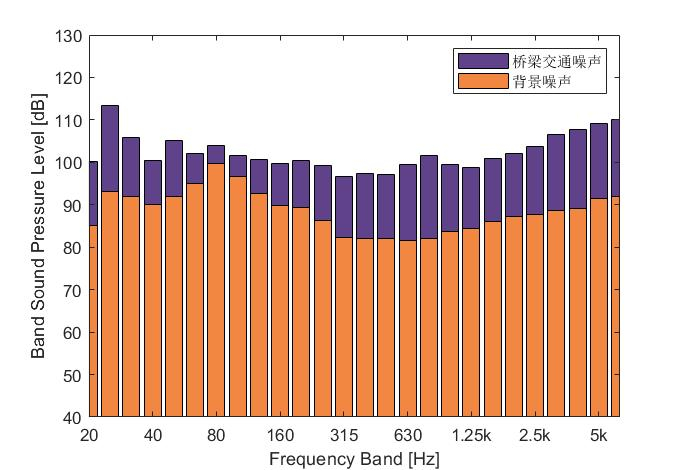 130
120
110
100
90
80
70
60
50
40
Band Sound Pressure Level [dB]
桥梁交通噪声
背景噪声
20 40 80 160 315 630 1.25k 2.5k 5k
Frequency Band [Hz]